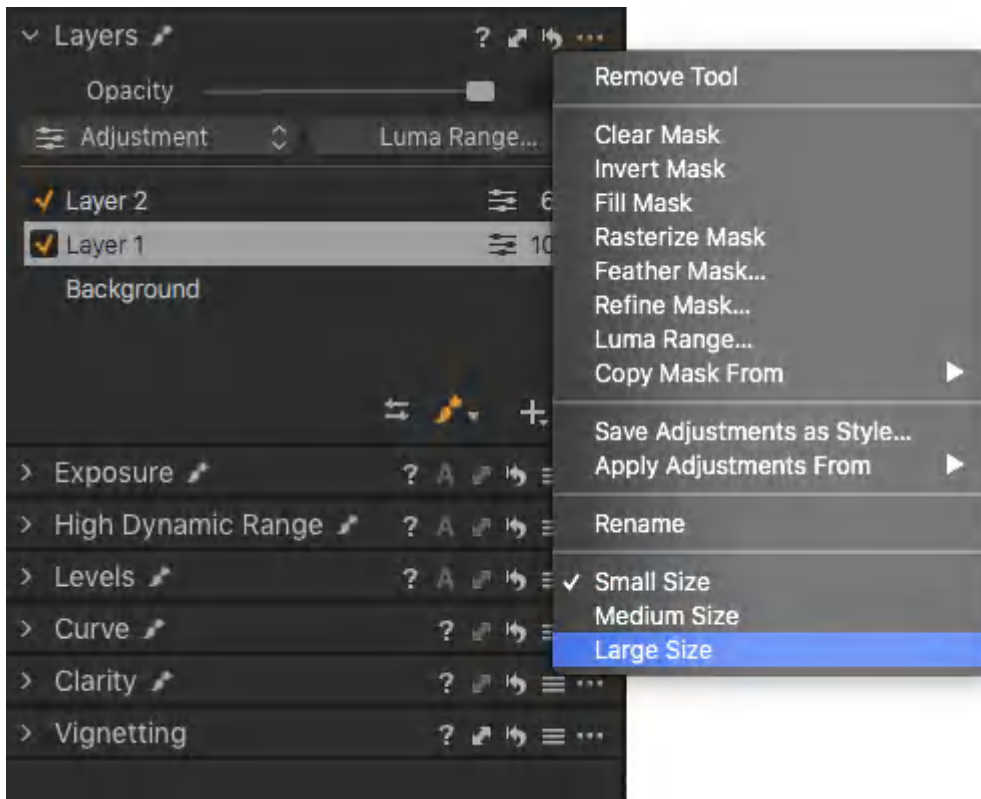 Layers ?
Opacity
Adjustment Luma Range...
Layer 2 6
Layer 1 10
Background
Exposure ? A
High Dynamic Range ? A
Levels ? A
Curve ?
Clarity ?
Vignetting ?
Remove Tool
Clear Mask
Invert Mask
Fill Mask
Rasterize Mask
Feather Mask...
Refine Mask...
Luma Range...
Copy Mask From
Save Adjustments as Style...
Apply Adjustments From
Rename
Small Size
Medium Size
Large Size